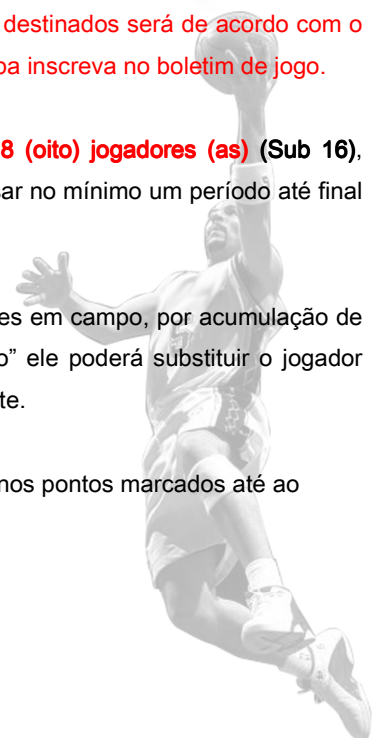 destinados será de acordo com o
pa inscreva no boletim de jogo.
8 (oito) jogadores (as) (Sub 16),
sar no mínimo um período até final
es em campo, por acumulação de
o” ele poderá substituir o jogador
te.
nos pontos marcados até ao